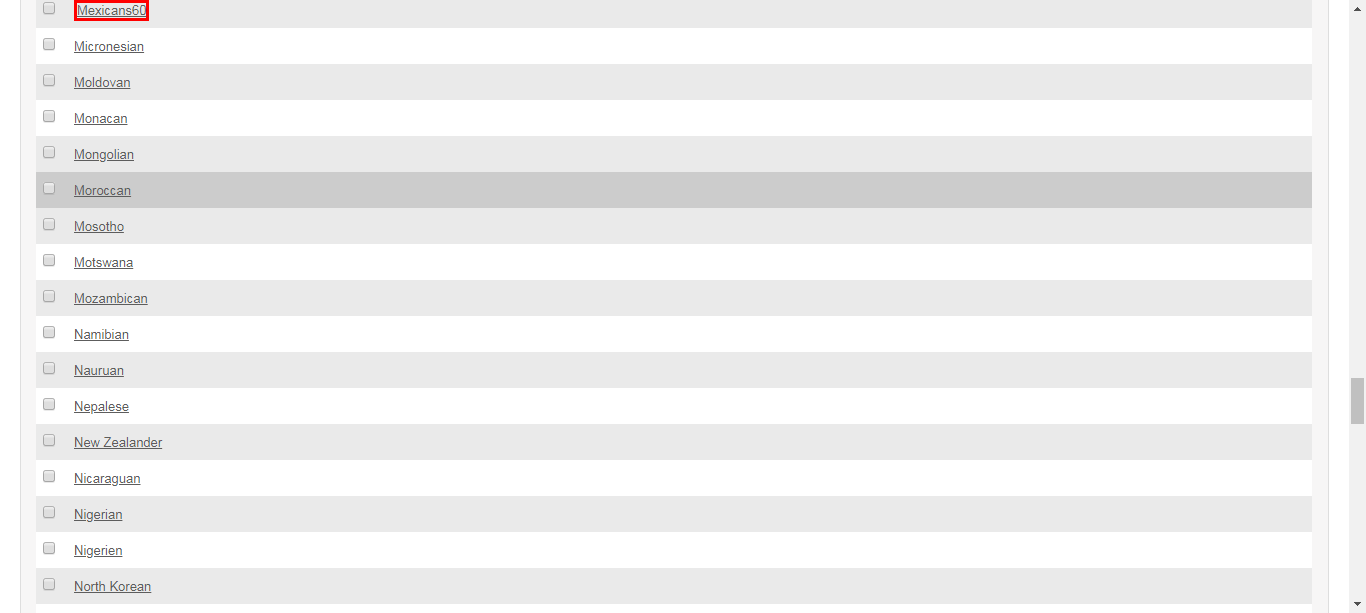 Mexicans60
Micronesian
Moldovan
Monacan
Mongolian
Moroccan
Mosotho
Motswana
Mozambican
Namibian
Nauruan
Nepalese
New Zealander
Nicaraguan
Nigerian
Nigerien
North Korean